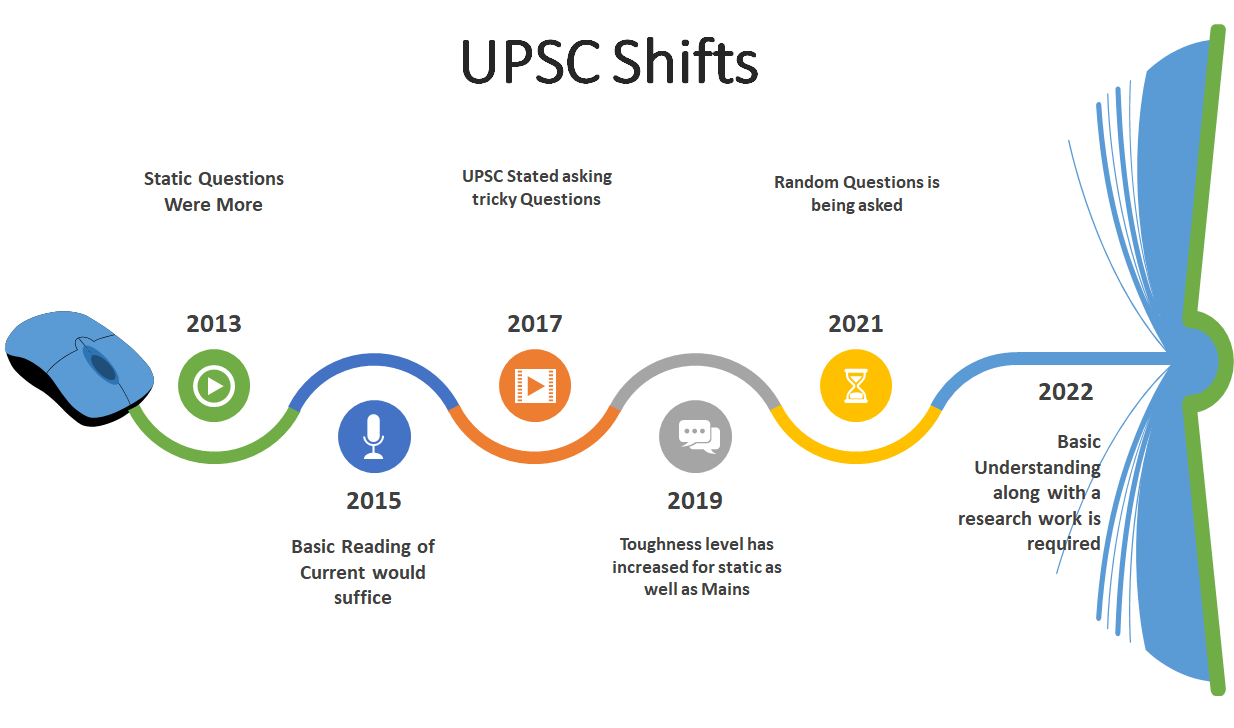 UPSC Shifts
Static Questions
Were More
2013
2015
Basic Reading of
Current would
suffice
UPSC Stated asking
tricky Questions
2017
2019
Toughness level has
increased for static as
well as Mains
Random Questions is
being asked
2021
2022
Basic
Understanding
along with a
research work is
required